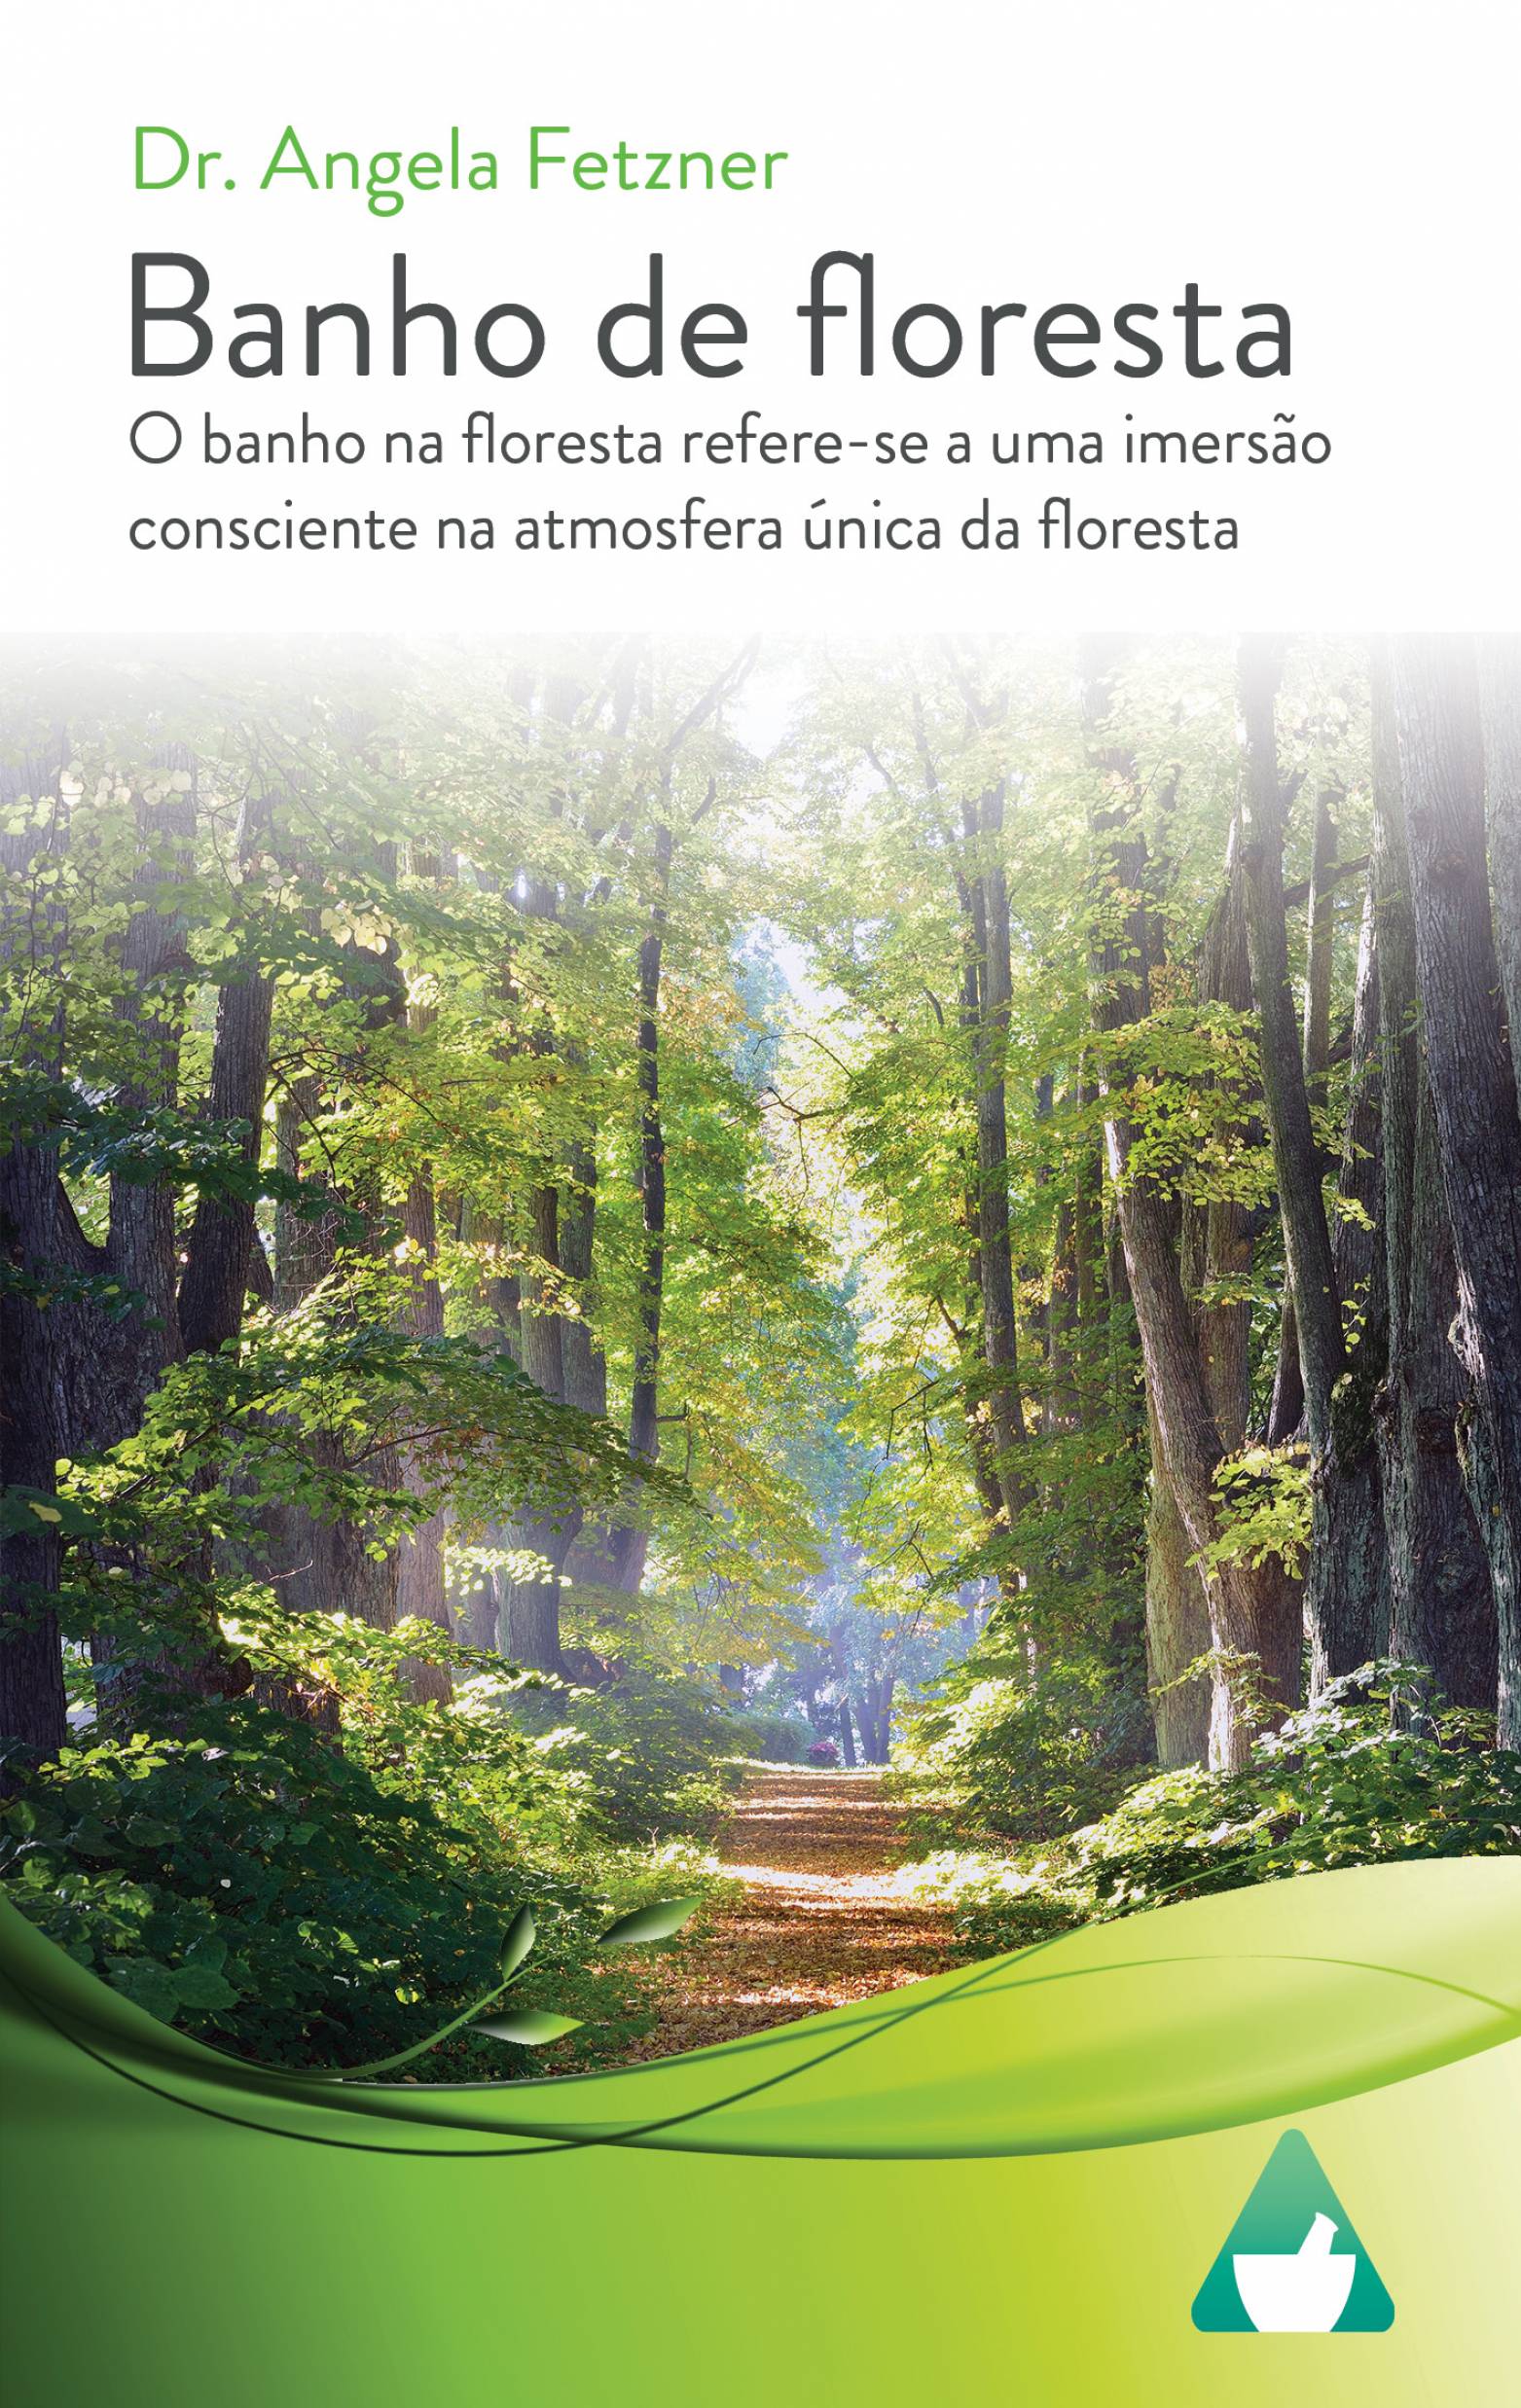 Dr. Angela Fetzner
Banho de floresta
O banho na floresta refere-se a uma imersão
consciente na atmosfera única da floresta